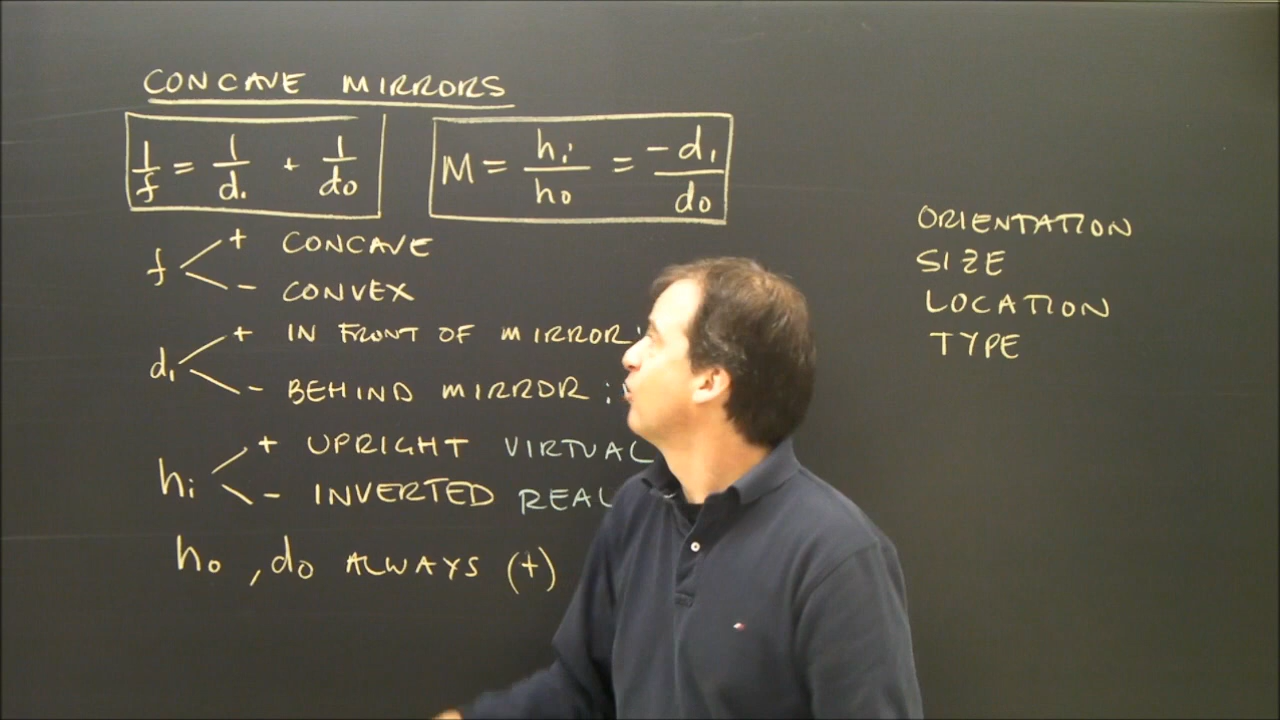 CONCAVE MIRRORS
1/f = 1/di + 1/do
M = hi/ho = -di/do
f + CONCAVE
- CONVEX
di + IN FRONT OF MIRROR:
- BEHIND MIRROR :
hi + UPRIGHT VIRTUAL
- INVERTED REAL
ho , do ALWAYS (+)
ORIENTATION
SIZE
LOCATION
TYPE